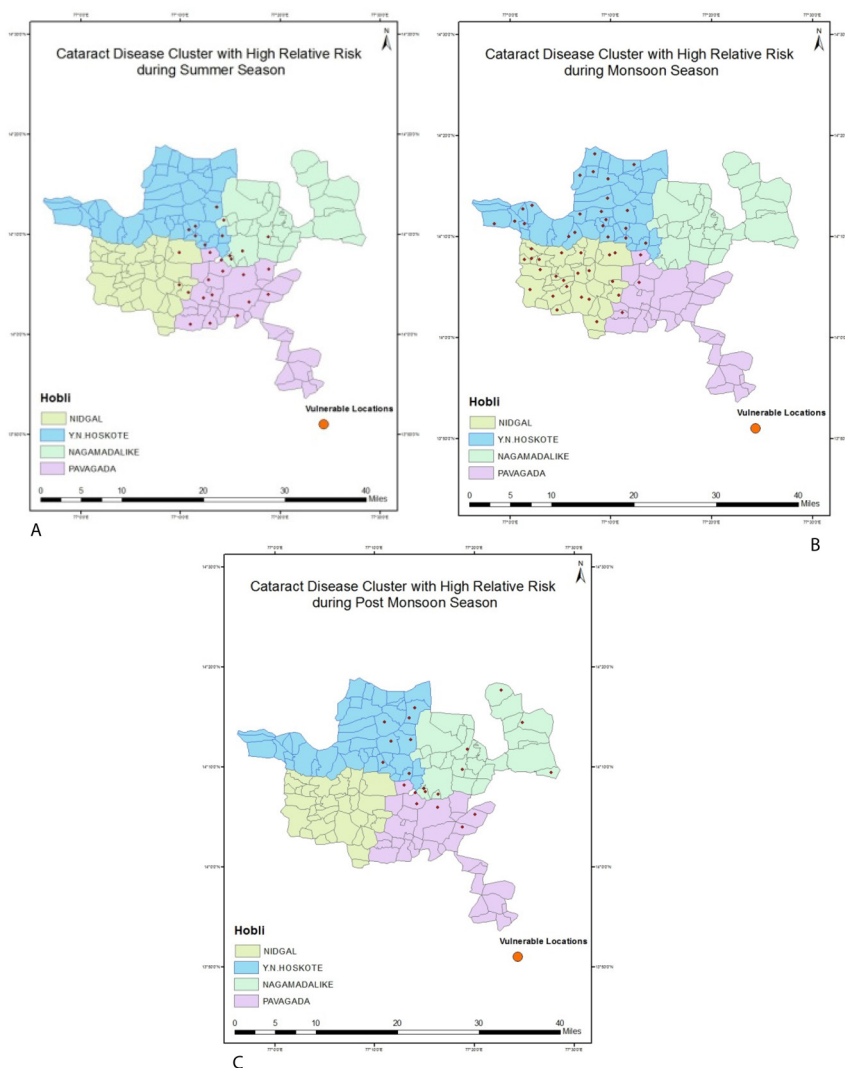 N
Cataract Disease Cluster with High Relative Risk
during Summer Season
Hobli
Vulnerable Locations
NIDGAL
Y.N.HOSKOTE
NAGAMADALIKE
PAVAGADA
0 5 10 20 30 40
Miles
A
N
Cataract Disease Cluster with High Relative Risk
during Monsoon Season
Hobli
Vulnerable Locations
NIDGAL
Y.N.HOSKOTE
NAGAMADALIKE
PAVAGADA
0 5 10 20 30 40
Miles
B
N
Cataract Disease Cluster with High Relative Risk
during Post Monsoon Season
Hobli
Vulnerable Locations
NIDGAL
Y.N.HOSKOTE
NAGAMADALIKE
PAVAGADA
0 5 10 20 30 40
Miles
C